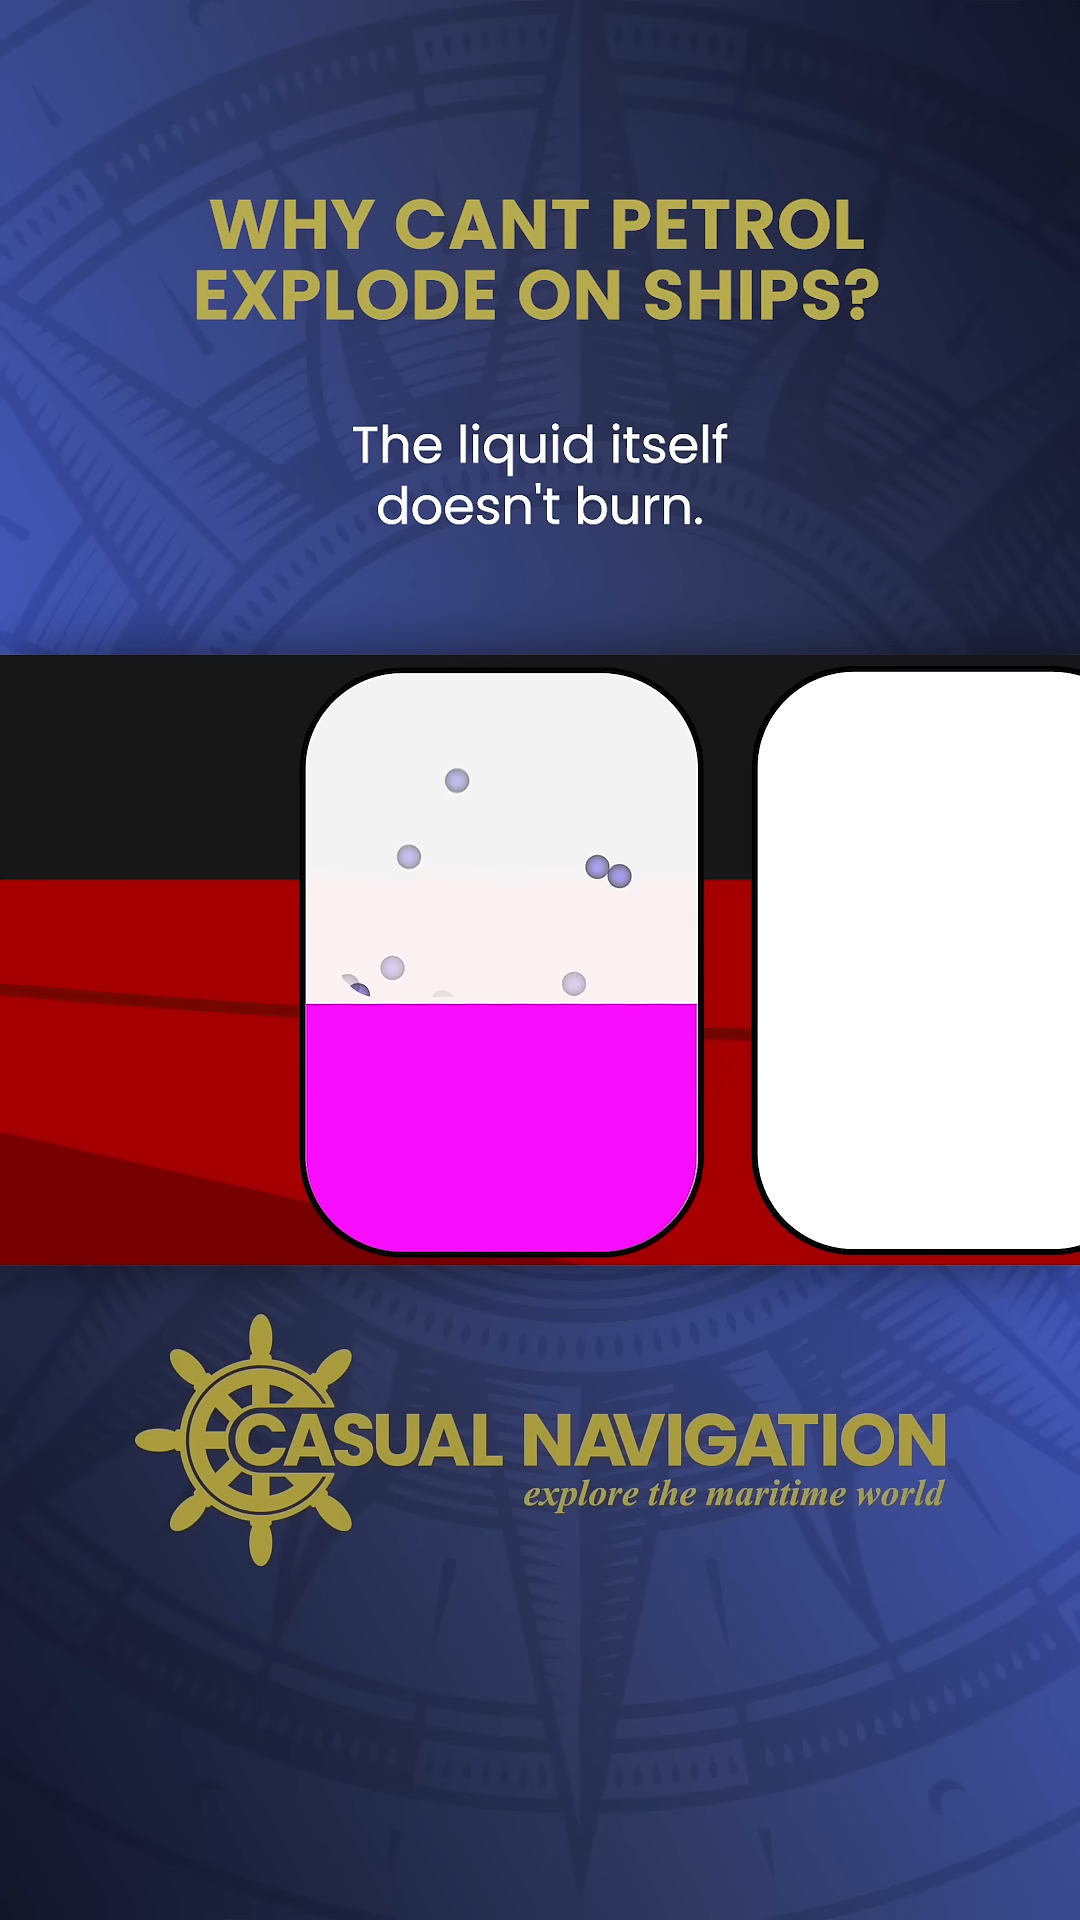 WHY CANT PETROL
EXPLODE ON SHIPS?
The liquid itself
doesn't burn.
CASUAL NAVIGATION
explore the maritime world